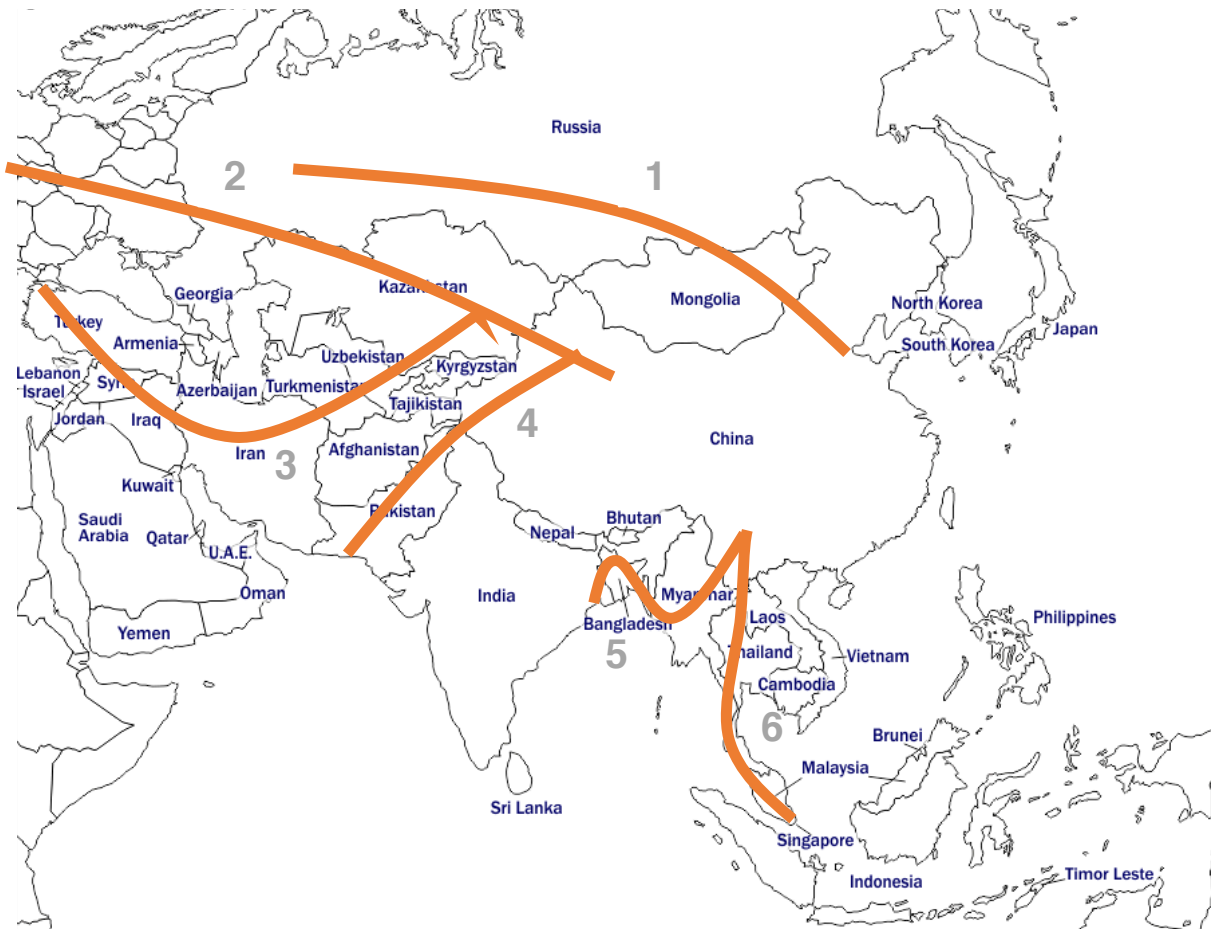 Russia
1
2
Kazakhstan
Mongolia
Georgia
North Korea
Turkey
Japan
Armenia
South Korea
Uzbekistan
Kyrgyzstan
Lebanon
Syria
Israel
Azerbaijan
Turkmenistan
Tajikistan
Jordan
Iraq
4
China
Iran
Afghanistan
3
Kuwait
Pakistan
Saudi
Arabia
Qatar
Bhutan
Nepal
U.A.E.
Oman
India
Myanmar
Laos
Philippines
Bangladesh
Yemen
5
Thailand
Vietnam
Cambodia
6
Brunei
Malaysia
Sri Lanka
Singapore
Indonesia
Timor Leste